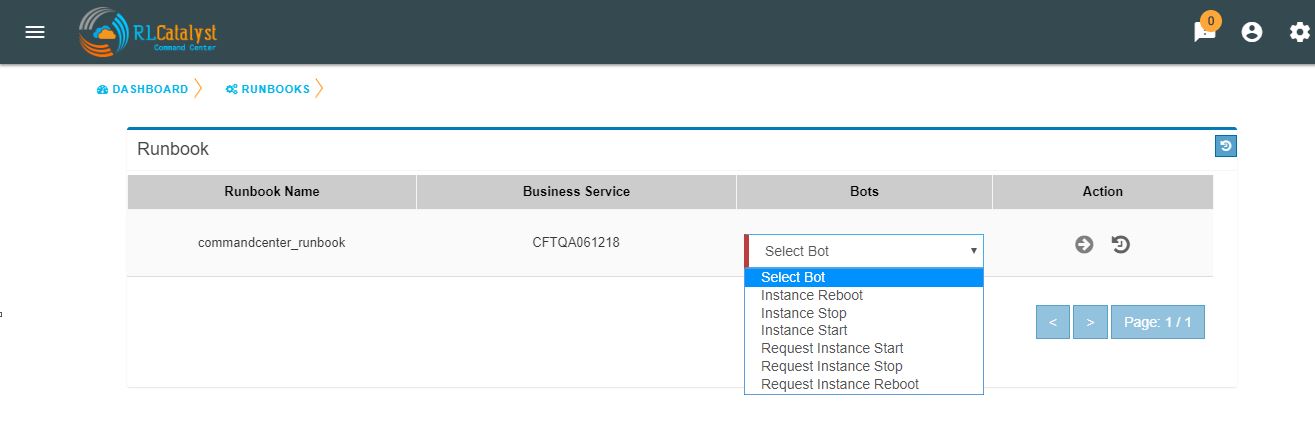 0
RLCatalyst
Command Center
DASHBOARD
RUNBOOKS
Runbook
Runbook Name Business Service Bots Action
commandcenter_runbook CFTQA061218 Select Bot
Select Bot
Instance Reboot
Instance Stop
Instance Start
Request Instance Start
Request Instance Stop
Request Instance Reboot
< > Page: 1 / 1